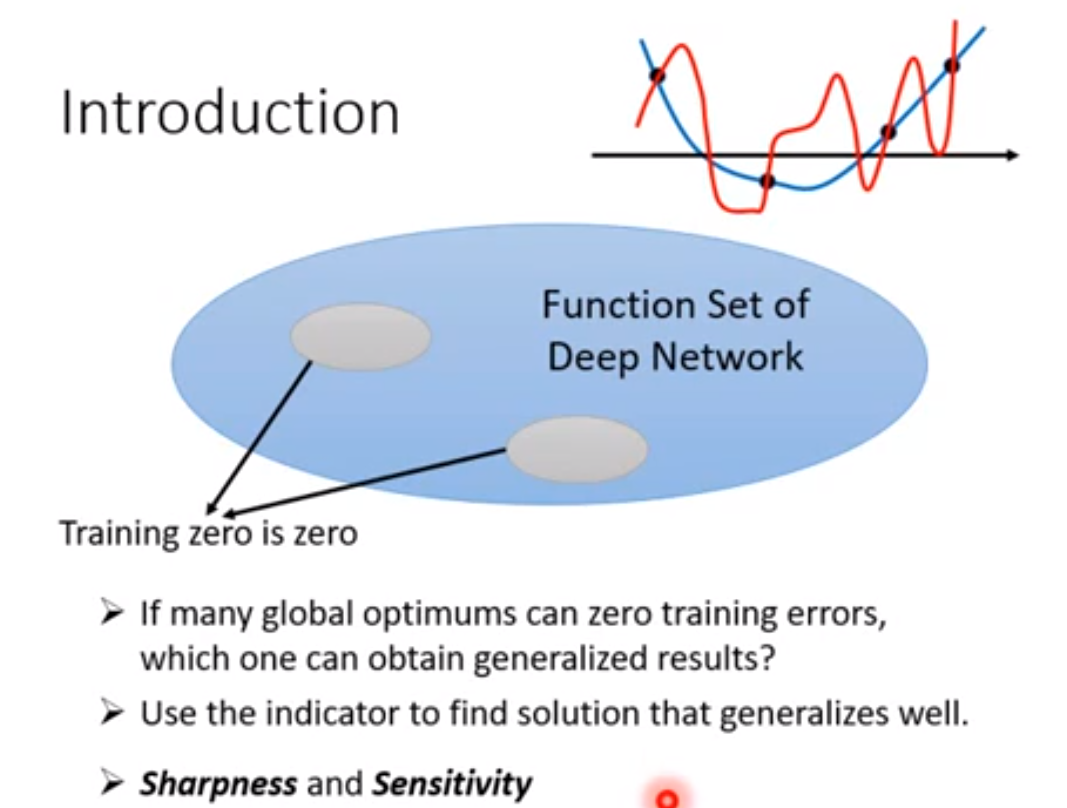 Introduction
Function Set of
Deep Network
Training zero is zero
If many global optimums can zero training errors,
which one can obtain generalized results?
Use the indicator to find solution that generalizes well.
Sharpness and Sensitivity